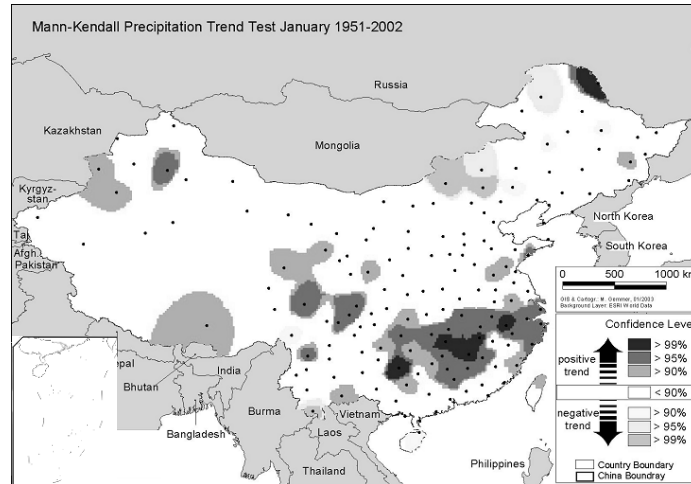 Mann-Kendall Precipitation Trend Test January 1951-2002
Russia
Kazakhstan
Mongolia
Kyrgyz-
stan
Taj.
Afgh.
Pakistan
North Korea
South Korea
0 500 1000 km
GIS & Cartogr.: M. Gemmer, 01/2003
Background Layer: ESRI World Data
Confidence Level
positive
trend
> 99%
> 95%
> 90%
< 90%
negative
trend
> 90%
> 95%
> 99%
Country Boundary
China Boundray
Nepal
Bhutan
India
Bangladesh
Burma
Vietnam
Laos
Thailand
Philippines